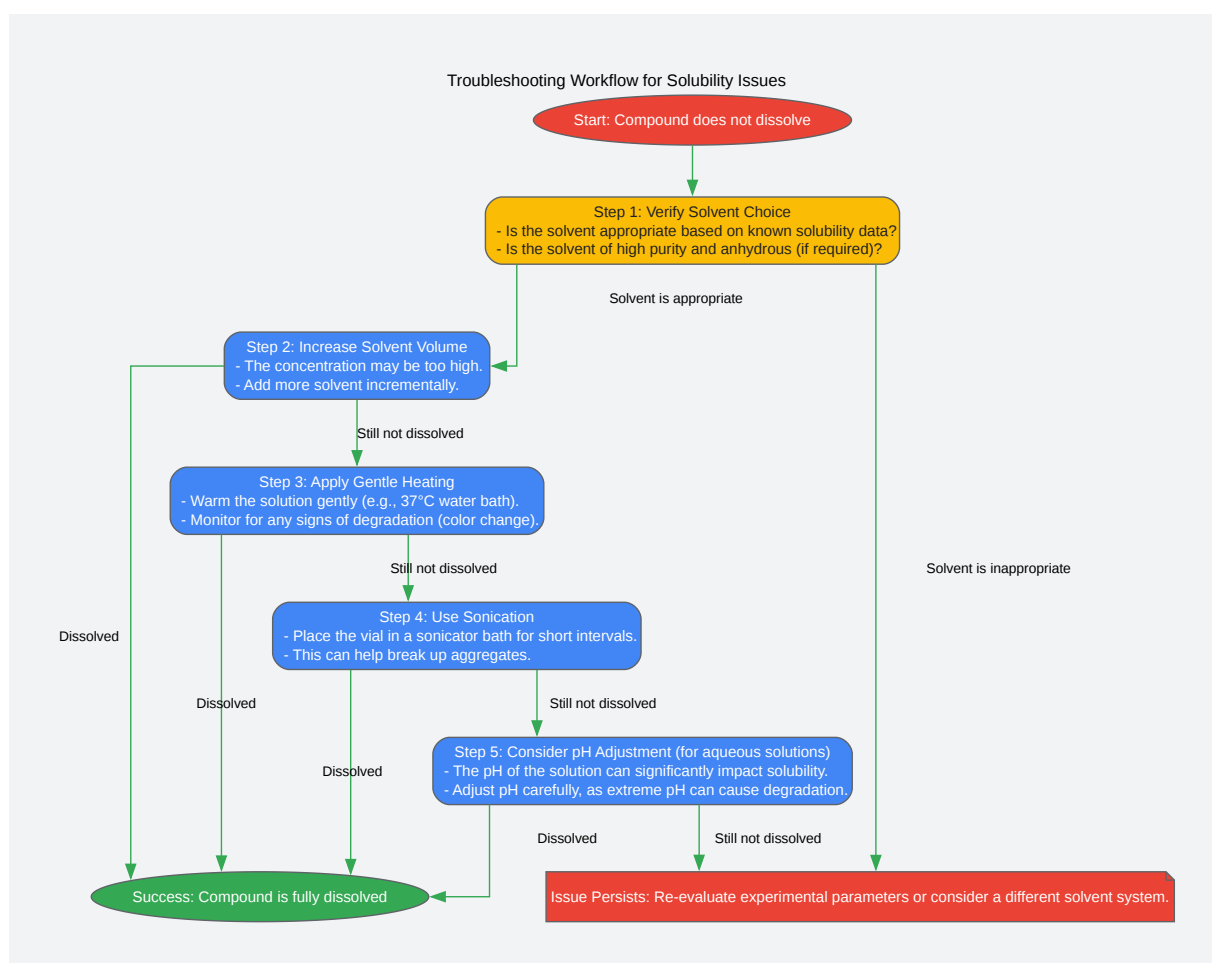 Troubleshooting Workflow for Solubility Issues
Start: Compound does not dissolve
Step 1: Verify Solvent Choice
- Is the solvent appropriate based on known solubility data?
- Is the solvent of high purity and anhydrous (if required)?
Solvent is appropriate
Step 2: Increase Solvent Volume
- The concentration may be too high.
- Add more solvent incrementally.
Still not dissolved
Step 3: Apply Gentle Heating
- Warm the solution gently (e.g., 37°C water bath).
- Monitor for any signs of degradation (color change).
Still not dissolved
Solvent is inappropriate
Step 4: Use Sonication
- Place the vial in a sonicator bath for short intervals.
- This can help break up aggregates.
Dissolved
Dissolved
Still not dissolved
Step 5: Consider pH Adjustment (for aqueous solutions)
- The pH of the solution can significantly impact solubility.
- Adjust pH carefully, as extreme pH can cause degradation.
Dissolved
Dissolved
Still not dissolved
Success: Compound is fully dissolved
Issue Persists: Re-evaluate experimental parameters or consider a different solvent system.